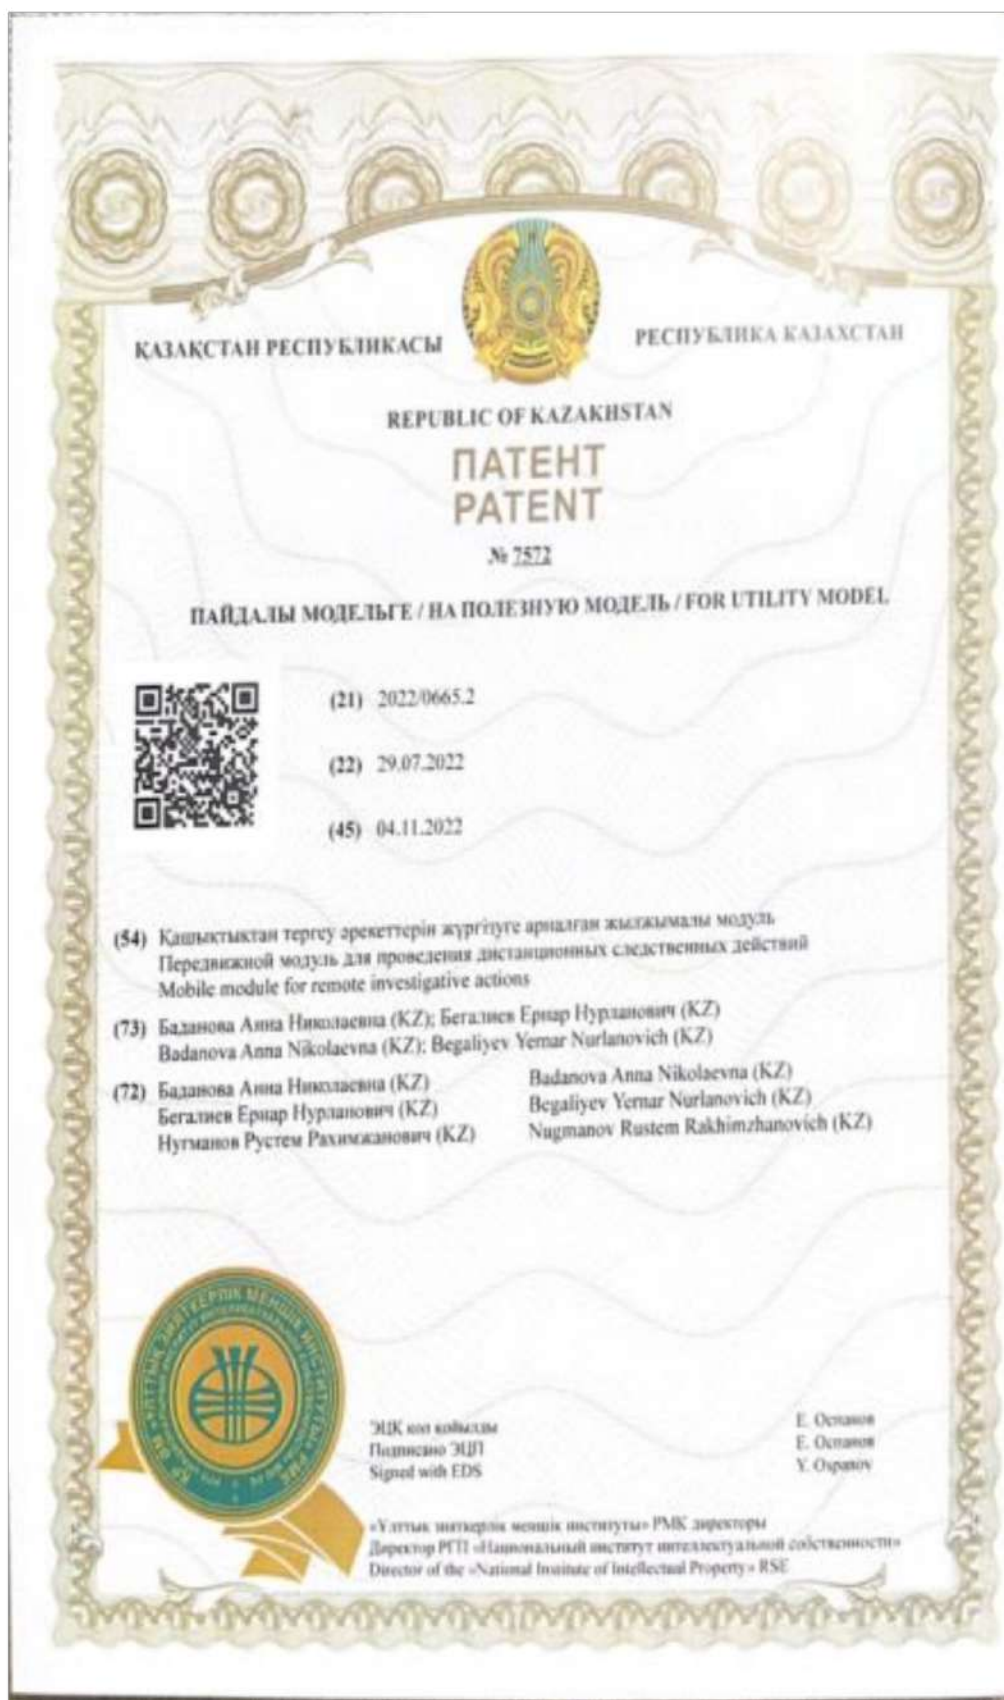 ҚАЗАҚСТАН РЕСПУБЛИКАСЫ
РЕСПУБЛИКА КАЗАХСТАН
REPUBLIC OF KAZAKHSTAN
ПАТЕНТ
PATENT
№ 7572
ПАЙДАЛЫ МОДЕЛЬГЕ / НА ПОЛЕЗНУЮ МОДЕЛЬ / FOR UTILITY MODEL
(21) 2022/0665.2
(22) 29.07.2022
(45) 04.11.2022
(54) Қашықтықтан тергеу әрекеттерін жүргізуге арналған жылжымалы модуль
Передвижной модуль для проведения дистанционных следственных действий
Mobile module for remote investigative actions
(73) Баданова Анна Николаевна (KZ); Бегалиев Ернар Нурланович (KZ)
Badanova Anna Nikolaevna (KZ); Begaliyev Yernar Nurlanovich (KZ)
(72) Баданова Анна Николаевна (KZ) Badanova Anna Nikolaevna (KZ)
Бегалиев Ернар Нурланович (KZ) Begaliyev Yernar Nurlanovich (KZ)
Нугманов Рустем Рахимжанович (KZ) Nugmanov Rustem Rakhimzhanovich (KZ)
ҰЛТТЫҚ ЗИЯТКЕРЛІК МЕНШІК ИНСТИТУТЫ РМК
ЭЦҚ қол қойылды Е. Оспанов
Подписано ЭЦП Е. Оспанов
Signed with EDS Y. Ospanov
«Ұлттық зияткерлік меншік институты» РМК директоры
Директор РГП «Национальный институт интеллектуальной собственности»
Director of the «National Institute of Intellectual Property» RSE